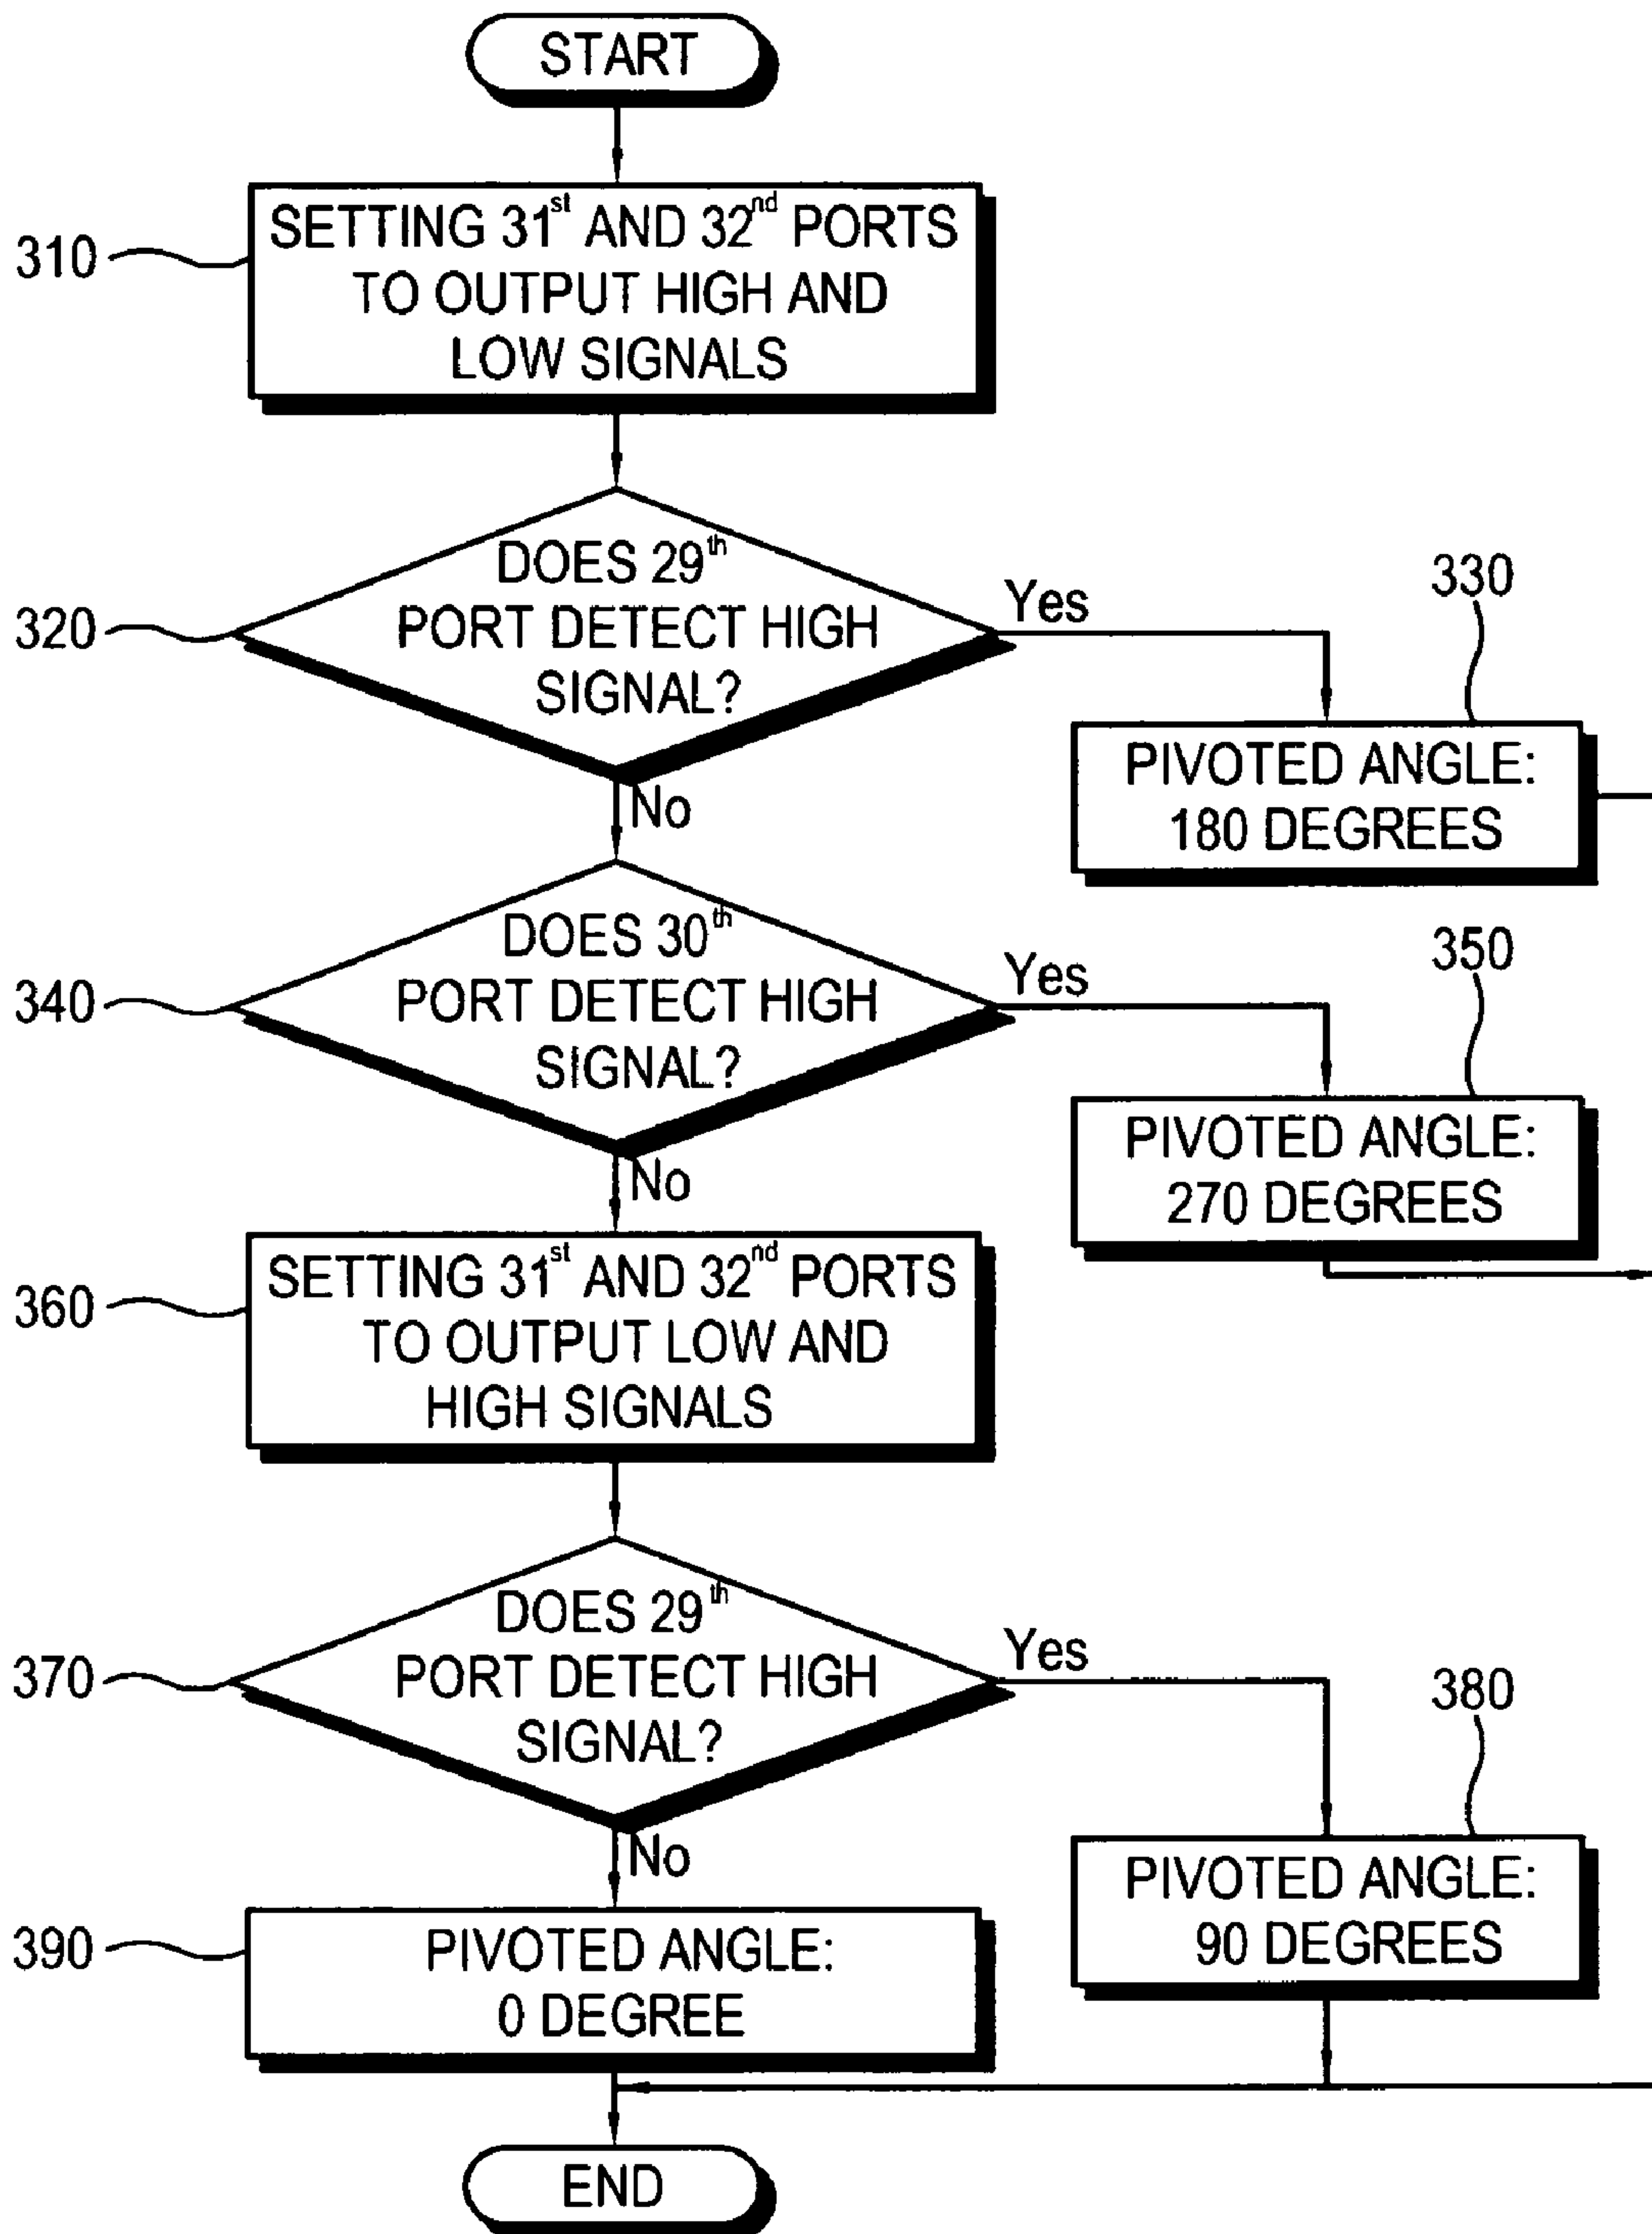 START
310
SETTING 31st AND 32nd PORTS
TO OUTPUT HIGH AND
LOW SIGNALS
320
DOES 29th
PORT DETECT HIGH
SIGNAL?
Yes
No
330
PIVOTED ANGLE:
180 DEGREES
340
DOES 30th
PORT DETECT HIGH
SIGNAL?
Yes
No
350
PIVOTED ANGLE:
270 DEGREES
360
SETTING 31st AND 32nd PORTS
TO OUTPUT LOW AND
HIGH SIGNALS
370
DOES 29th
PORT DETECT HIGH
SIGNAL?
Yes
No
380
PIVOTED ANGLE:
90 DEGREES
390
PIVOTED ANGLE:
0 DEGREE
END